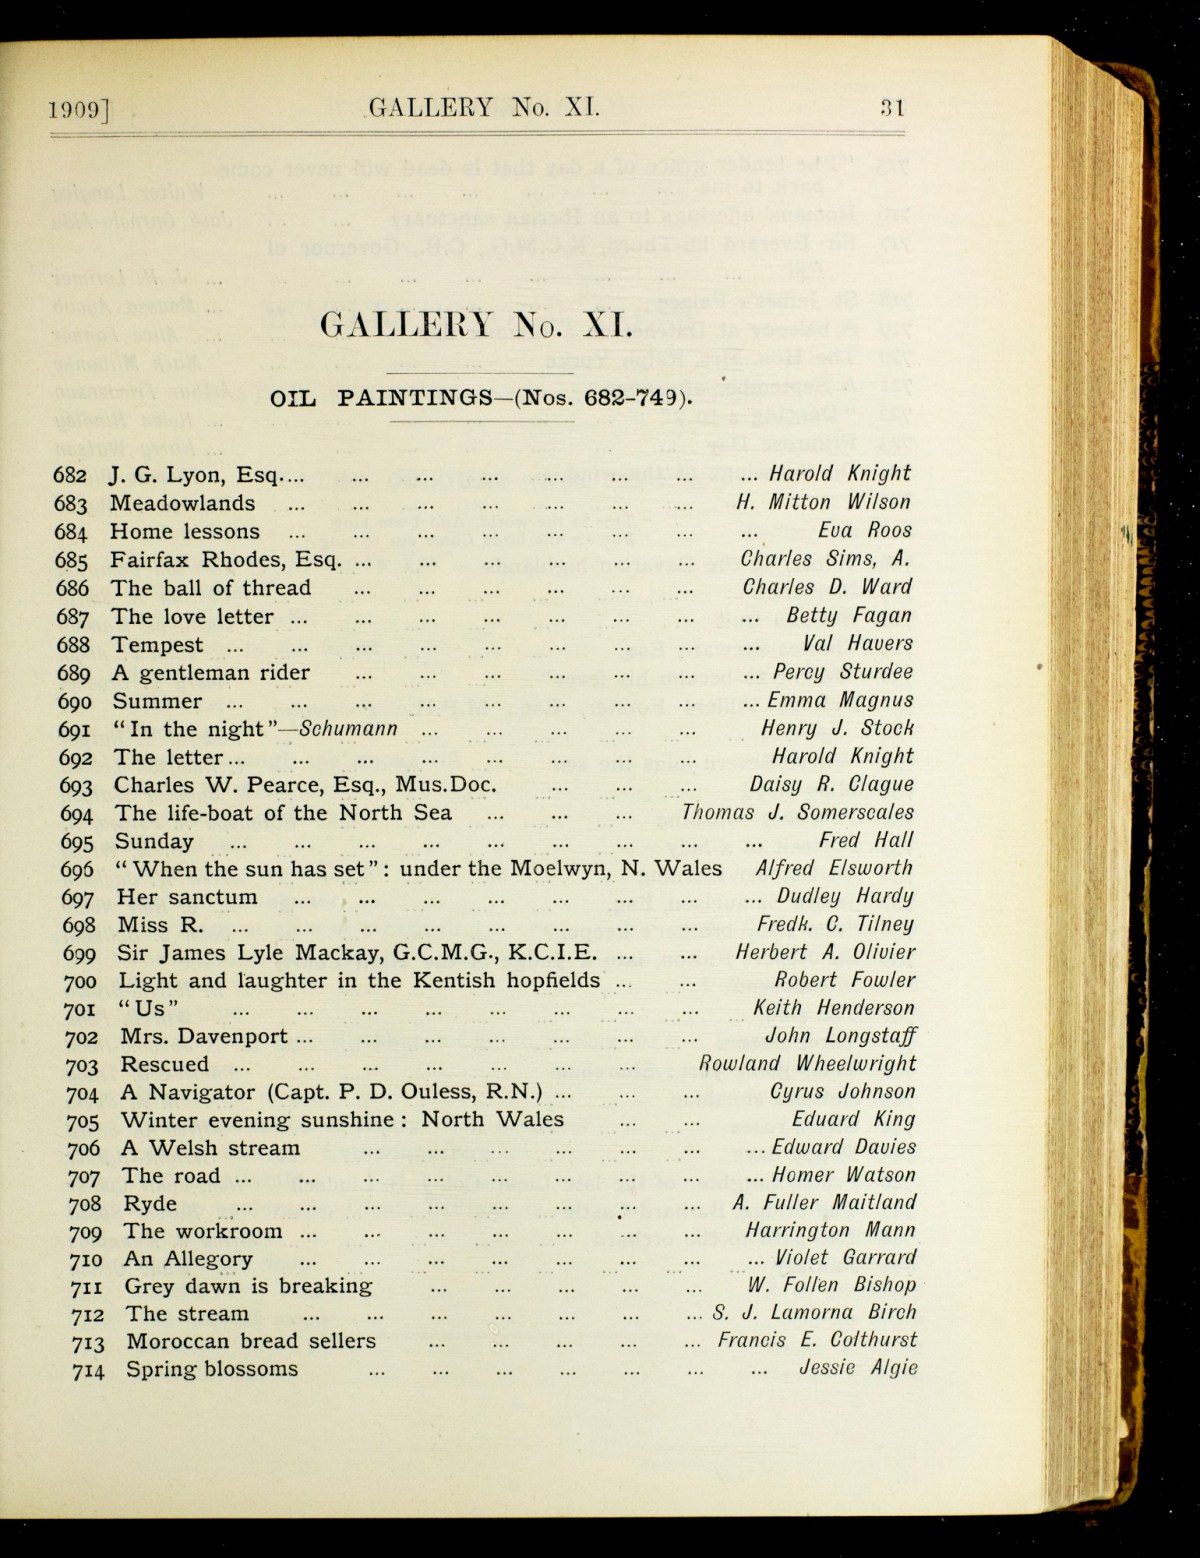 1909] GALLERY No. XI. 31
GALLERY No. XI.
OIL PAINTINGS—(Nos. 682-749).
682 J. G. Lyon, Esq.... ... ... ... ... ... ... ... Harold Knight
683 Meadowlands ... ... ... ... ... ... ... H. Mitton Wilson
684 Home lessons ... ... ... ... ... ... ... ... Eva Roos
685 Fairfax Rhodes, Esq. ... ... ... ... ... ... Charles Sims, A.
686 The ball of thread ... ... ... ... ... ... Charles D. Ward
687 The love letter ... ... ... ... ... ... ... ... Betty Fagan
688 Tempest ... ... ... ... ... ... ... ... ... Val Havers
689 A gentleman rider ... ... ... ... ... ... ... Percy Sturdee
690 Summer ... ... ... ... ... ... ... ... ... Emma Magnus
691 “In the night”—Schumann ... ... ... ... ... Henry J. Stock
692 The letter ... ... ... ... ... ... ... ... Harold Knight
693 Charles W. Pearce, Esq., Mus.Doc. ... ... ... Daisy R. Clague
694 The life-boat of the North Sea ... ... ... Thomas J. Somerscales
695 Sunday ... ... ... ... ... ... ... ... ... Fred Hall
696 “When the sun has set”: under the Moelwyn, N. Wales Alfred Elsworth
697 Her sanctum ... ... ... ... ... ... ... ... Dudley Hardy
698 Miss R. ... ... ... ... ... ... ... ... Fredk. C. Tilney
699 Sir James Lyle Mackay, G.C.M.G., K.C.I.E. ... ... Herbert A. Olivier
700 Light and laughter in the Kentish hopfields ... ... Robert Fowler
701 “Us” ... ... ... ... ... ... ... ... Keith Henderson
702 Mrs. Davenport ... ... ... ... ... ... ... John Longstaff
703 Rescued ... ... ... ... ... ... ... Rowland Wheelwright
704 A Navigator (Capt. P. D. Ouless, R.N.) ... ... ... Cyrus Johnson
705 Winter evening sunshine: North Wales ... ... Eduard King
706 A Welsh stream ... ... ... ... ... ... ... Edward Davies
707 The road ... ... ... ... ... ... ... ... ... Homer Watson
708 Ryde ... ... ... ... ... ... ... ... A. Fuller Maitland
709 The workroom ... ... ... ... ... ... ... Harrington Mann
710 An Allegory ... ... ... ... ... ... ... ... Violet Garrard
711 Grey dawn is breaking ... ... ... ... ... W. Follen Bishop
712 The stream ... ... ... ... ... ... ... S. J. Lamorna Birch
713 Moroccan bread sellers ... ... ... ... ... Francis E. Colthurst
714 Spring blossoms ... ... ... ... ... ... ... Jessie Algie